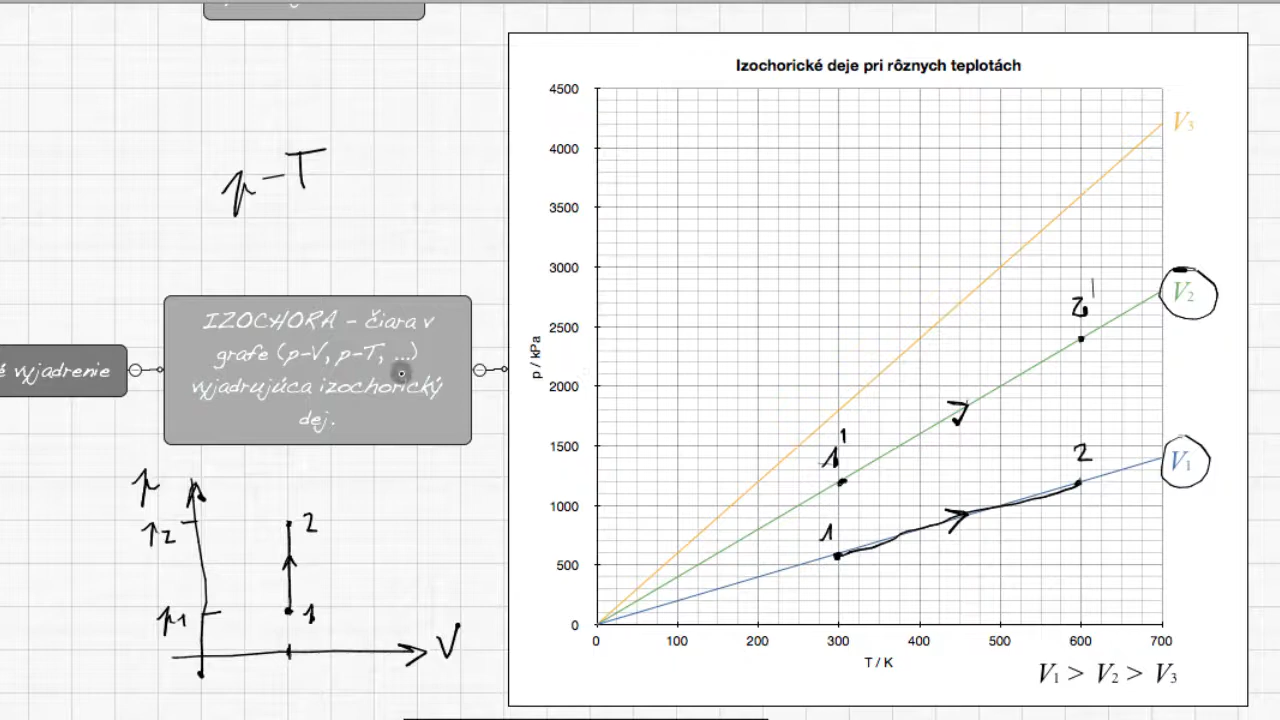 p-T
IZOCHORA - čiara v
grafe (p-V, p-T, ...)
vyjadrujúca izochorický
dej.
é vyjadrenie
p
p2
p1
2
1
V
Izochorické deje pri rôznych teplotách
4500
4000
3500
3000
2500
2000
1500
1000
500
0
p / kPa
0 100 200 300 400 500 600 700
T / K
V3
V2
V1
2'
1'
2
1
V1 > V2 > V3